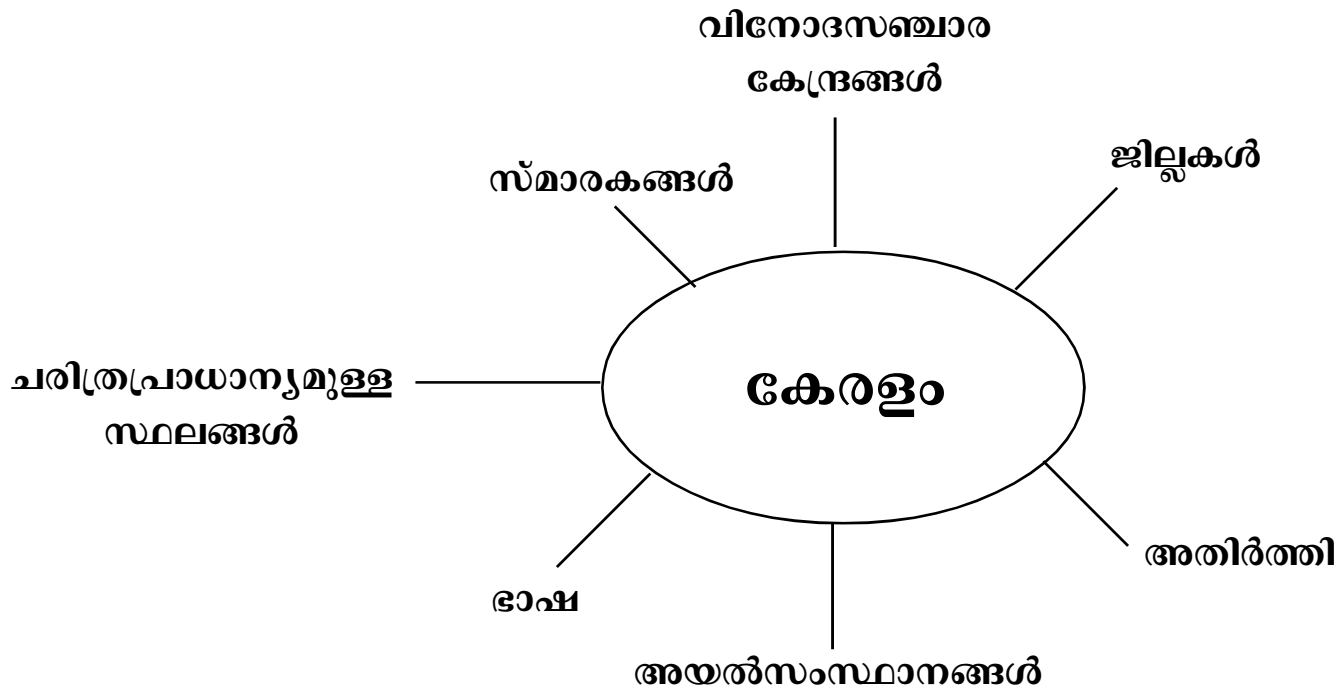 വിനോദസഞ്ചാര
കേന്ദ്രങ്ങൾ
ജില്ലകൾ
സ്മാരകങ്ങൾ
ചരിത്രപ്രാധാന്യമുള്ള
സ്ഥലങ്ങൾ
കേരളം
അതിർത്തി
ഭാഷ
അയൽസംസ്ഥാനങ്ങൾ